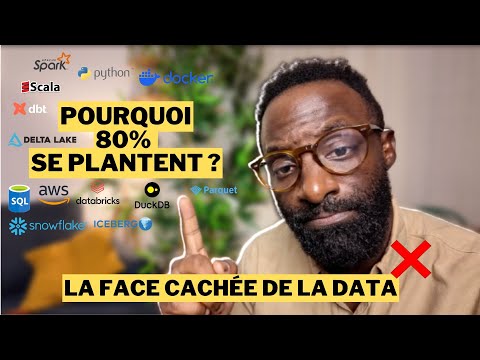 APACHE
Spark
python
docker
Scala
dbt
POURQUOI
80%
SE PLANTENT ?
DELTA LAKE
SQL
aws
databricks
DuckDB
Parquet
snowflake
ICEBERG
LA FACE CACHÉE DE LA DATA